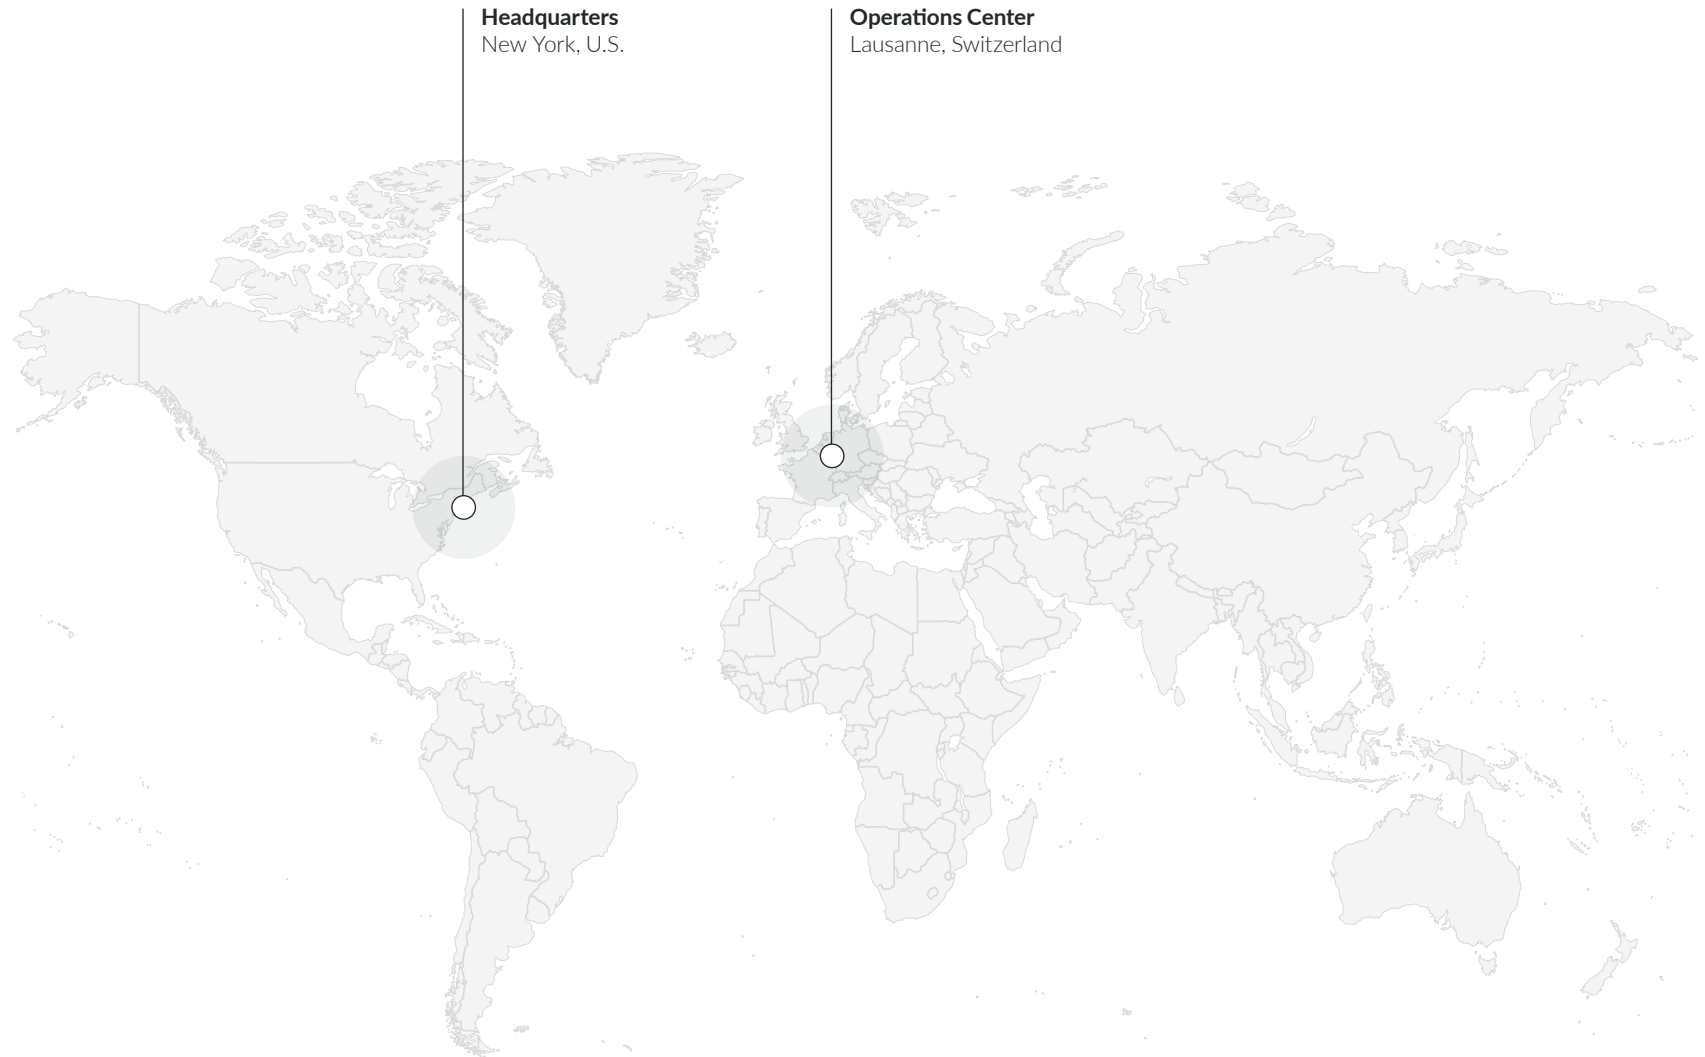 Headquarters
New York, U.S.
Operations Center
Lausanne, Switzerland